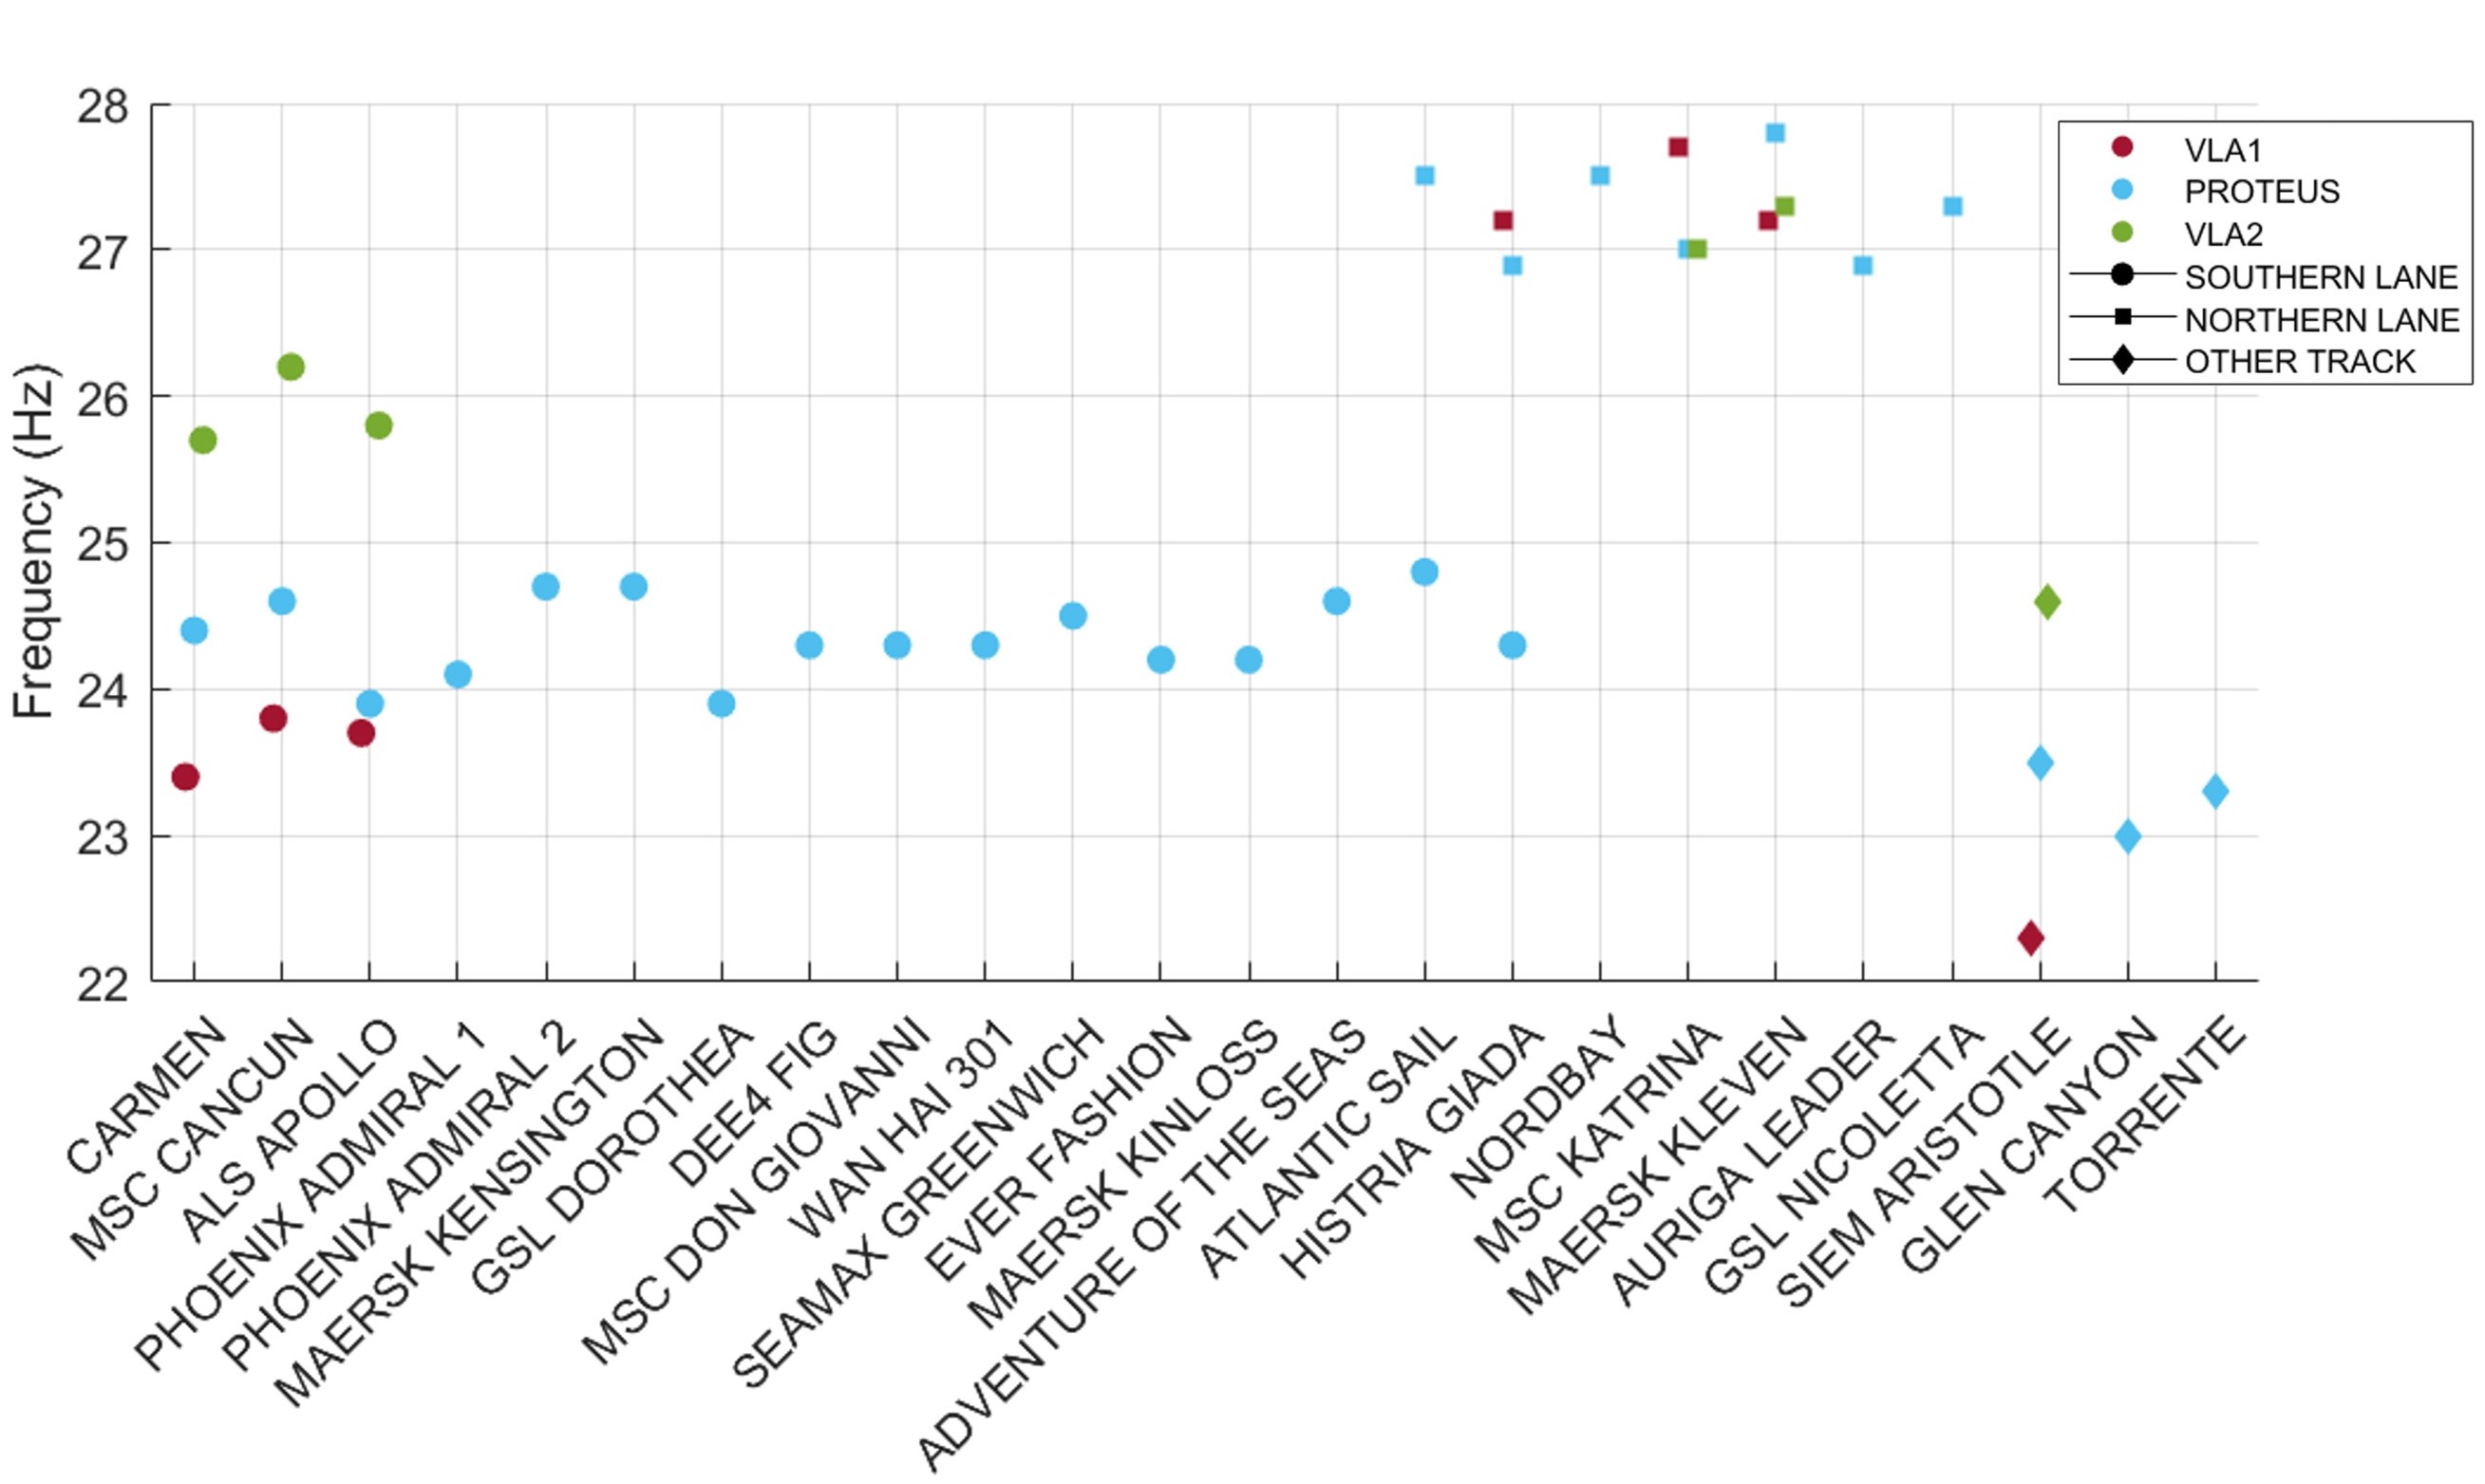 28
27
26
25
24
23
22
Frequency (Hz)
VLA1
PROTEUS
VLA2
SOUTHERN LANE
NORTHERN LANE
OTHER TRACK
CARMEN
MSC CANCUN
ALS APOLLO
PHOENIX ADMIRAL 1
PHOENIX ADMIRAL 2
MAERSK KENSINGTON
GSL DOROTHEA
DEE4 FIG
MSC DON GIOVANNI
WAN HAI 301
SEAMAX GREENWICH
EVER FASHION
MAERSK KINLOSS
ADVENTURE OF THE SEAS
ATLANTIC SAIL
HISTRIA GIADA
NORDBAY
MSC KATRINA
MAERSK KLEVEN
AURIGA LEADER
GSL NICOLETTA
SIEM ARISTOTLE
GLEN CANYON
TORRENTE